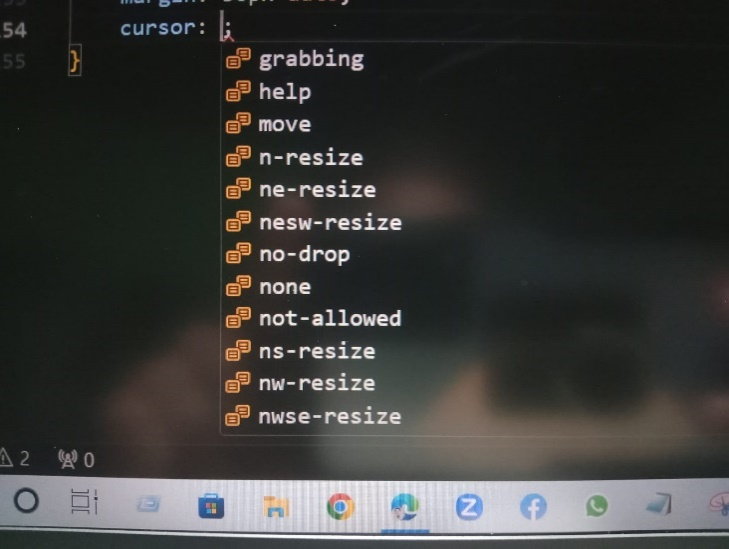 54 cursor: ;
55 }
grabbing
help
move
n-resize
ne-resize
nesw-resize
no-drop
none
not-allowed
ns-resize
nw-resize
nwse-resize
2 0